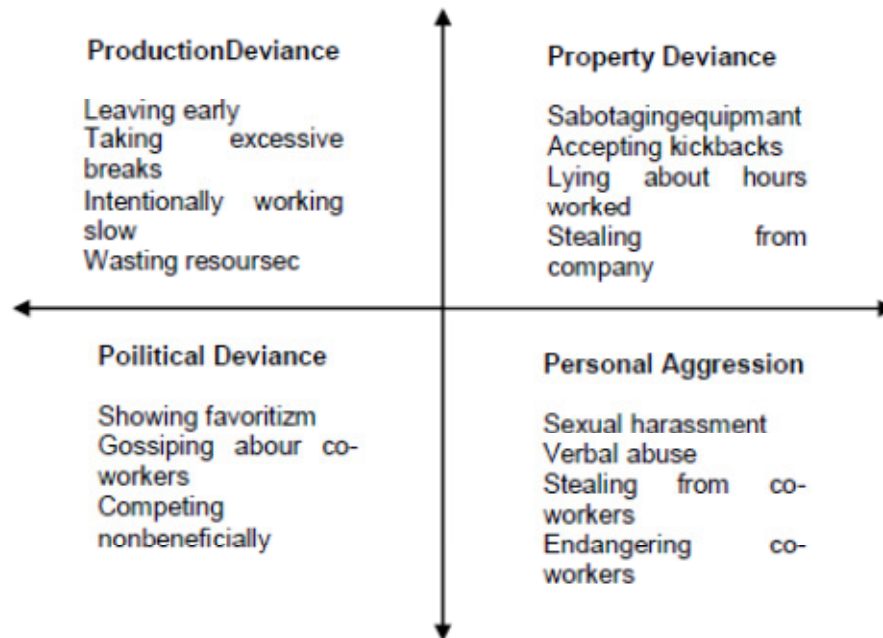 ProductionDeviance
Leaving early
Taking excessive
breaks
Intentionally working
slow
Wasting resoursec
Property Deviance
Sabotagingequipmant
Accepting kickbacks
Lying about hours
worked
Stealing from
company
Poilitical Deviance
Showing favoritizm
Gossiping abour co-
workers
Competing
nonbeneficially
Personal Aggression
Sexual harassment
Verbal abuse
Stealing from co-
workers
Endangering co-
workers